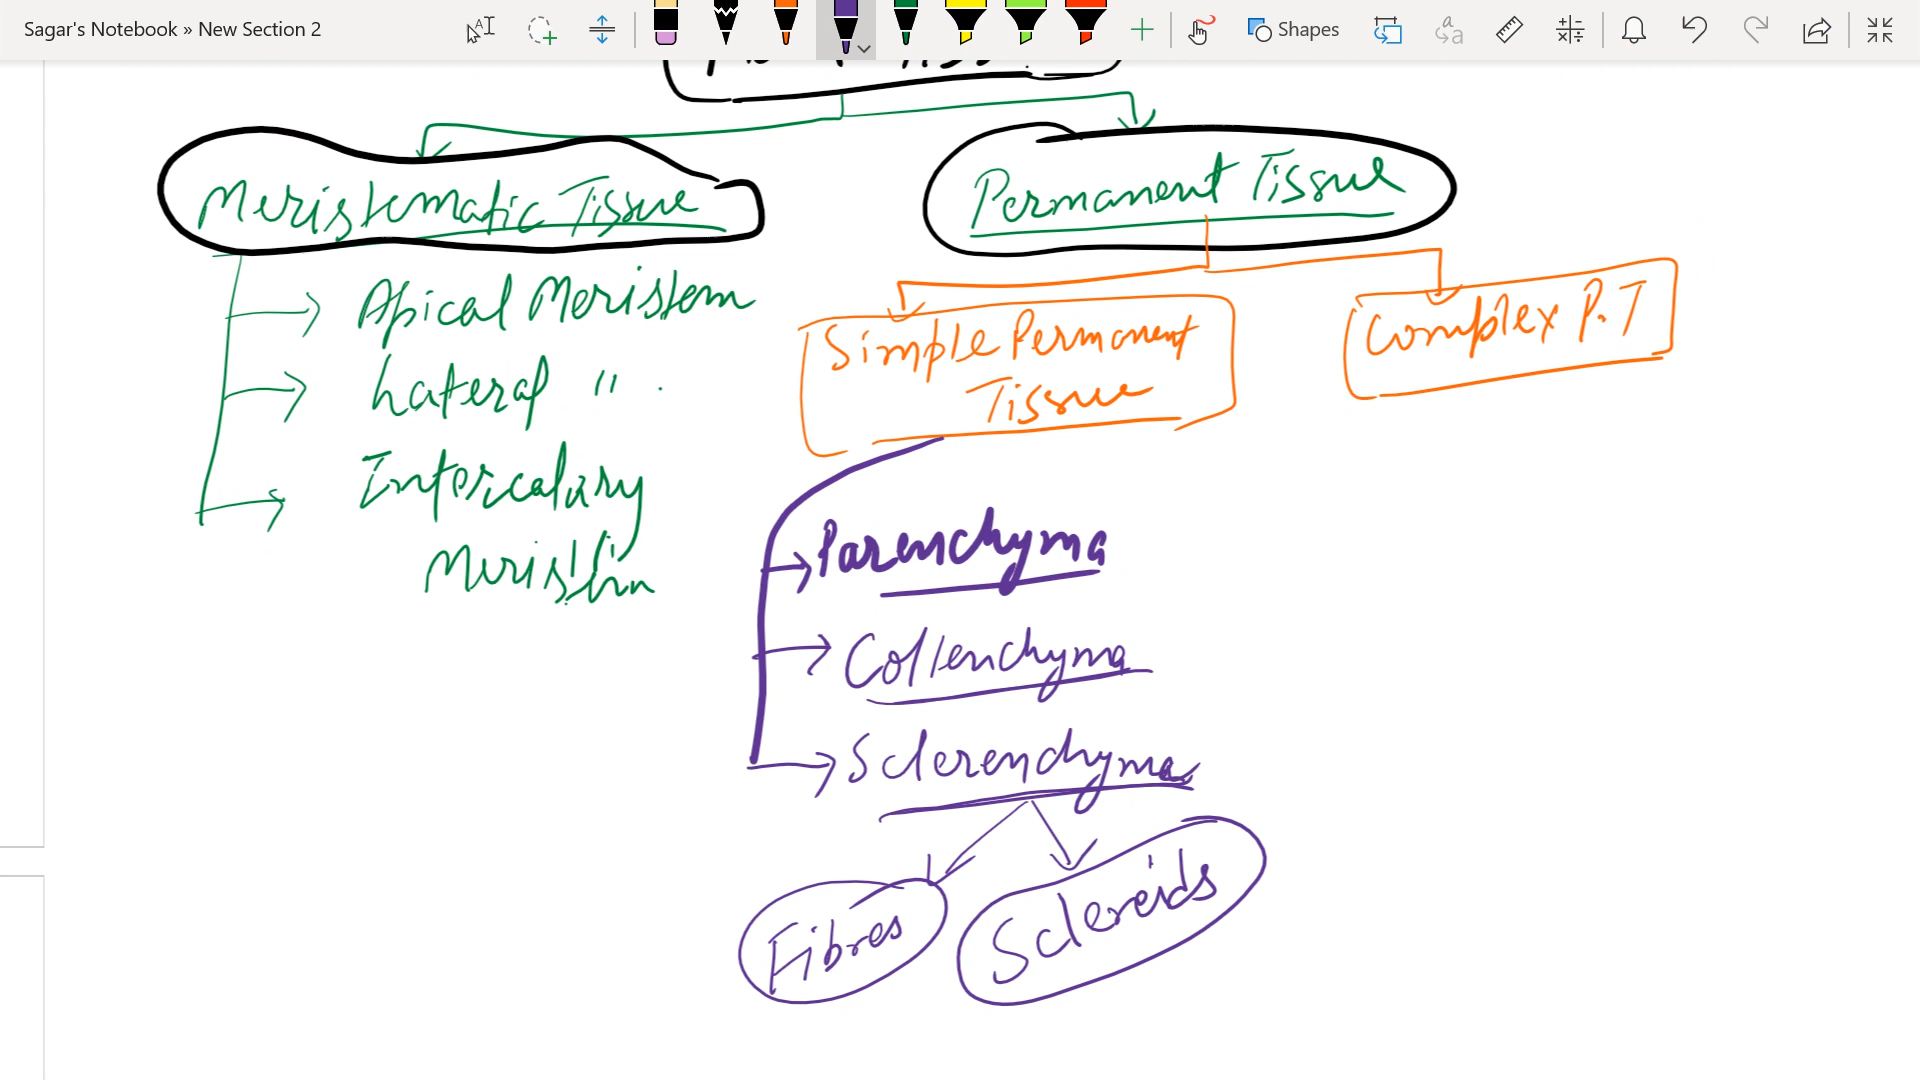 Sagar's Notebook » New Section 2
Shapes
Meristematic Tissue
Permanent Tissue
Apical Meristem
Lateral "
Intercalary
Meristem
Simple Permanent
Tissue
Complex P.T
Parenchyma
Collenchyma
Sclerenchyma
Fibres
Sclereids